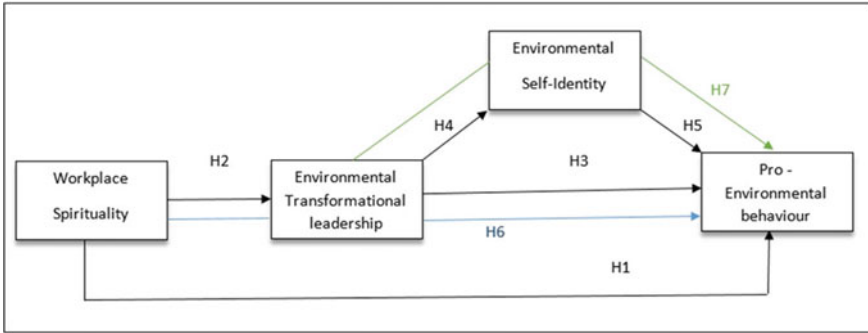 Environmental
Self-Identity
H7
H4
H5
H2
H3
Workplace
Spirituality
Environmental
Transformational
leadership
Pro -
Environmental
behaviour
H6
H1